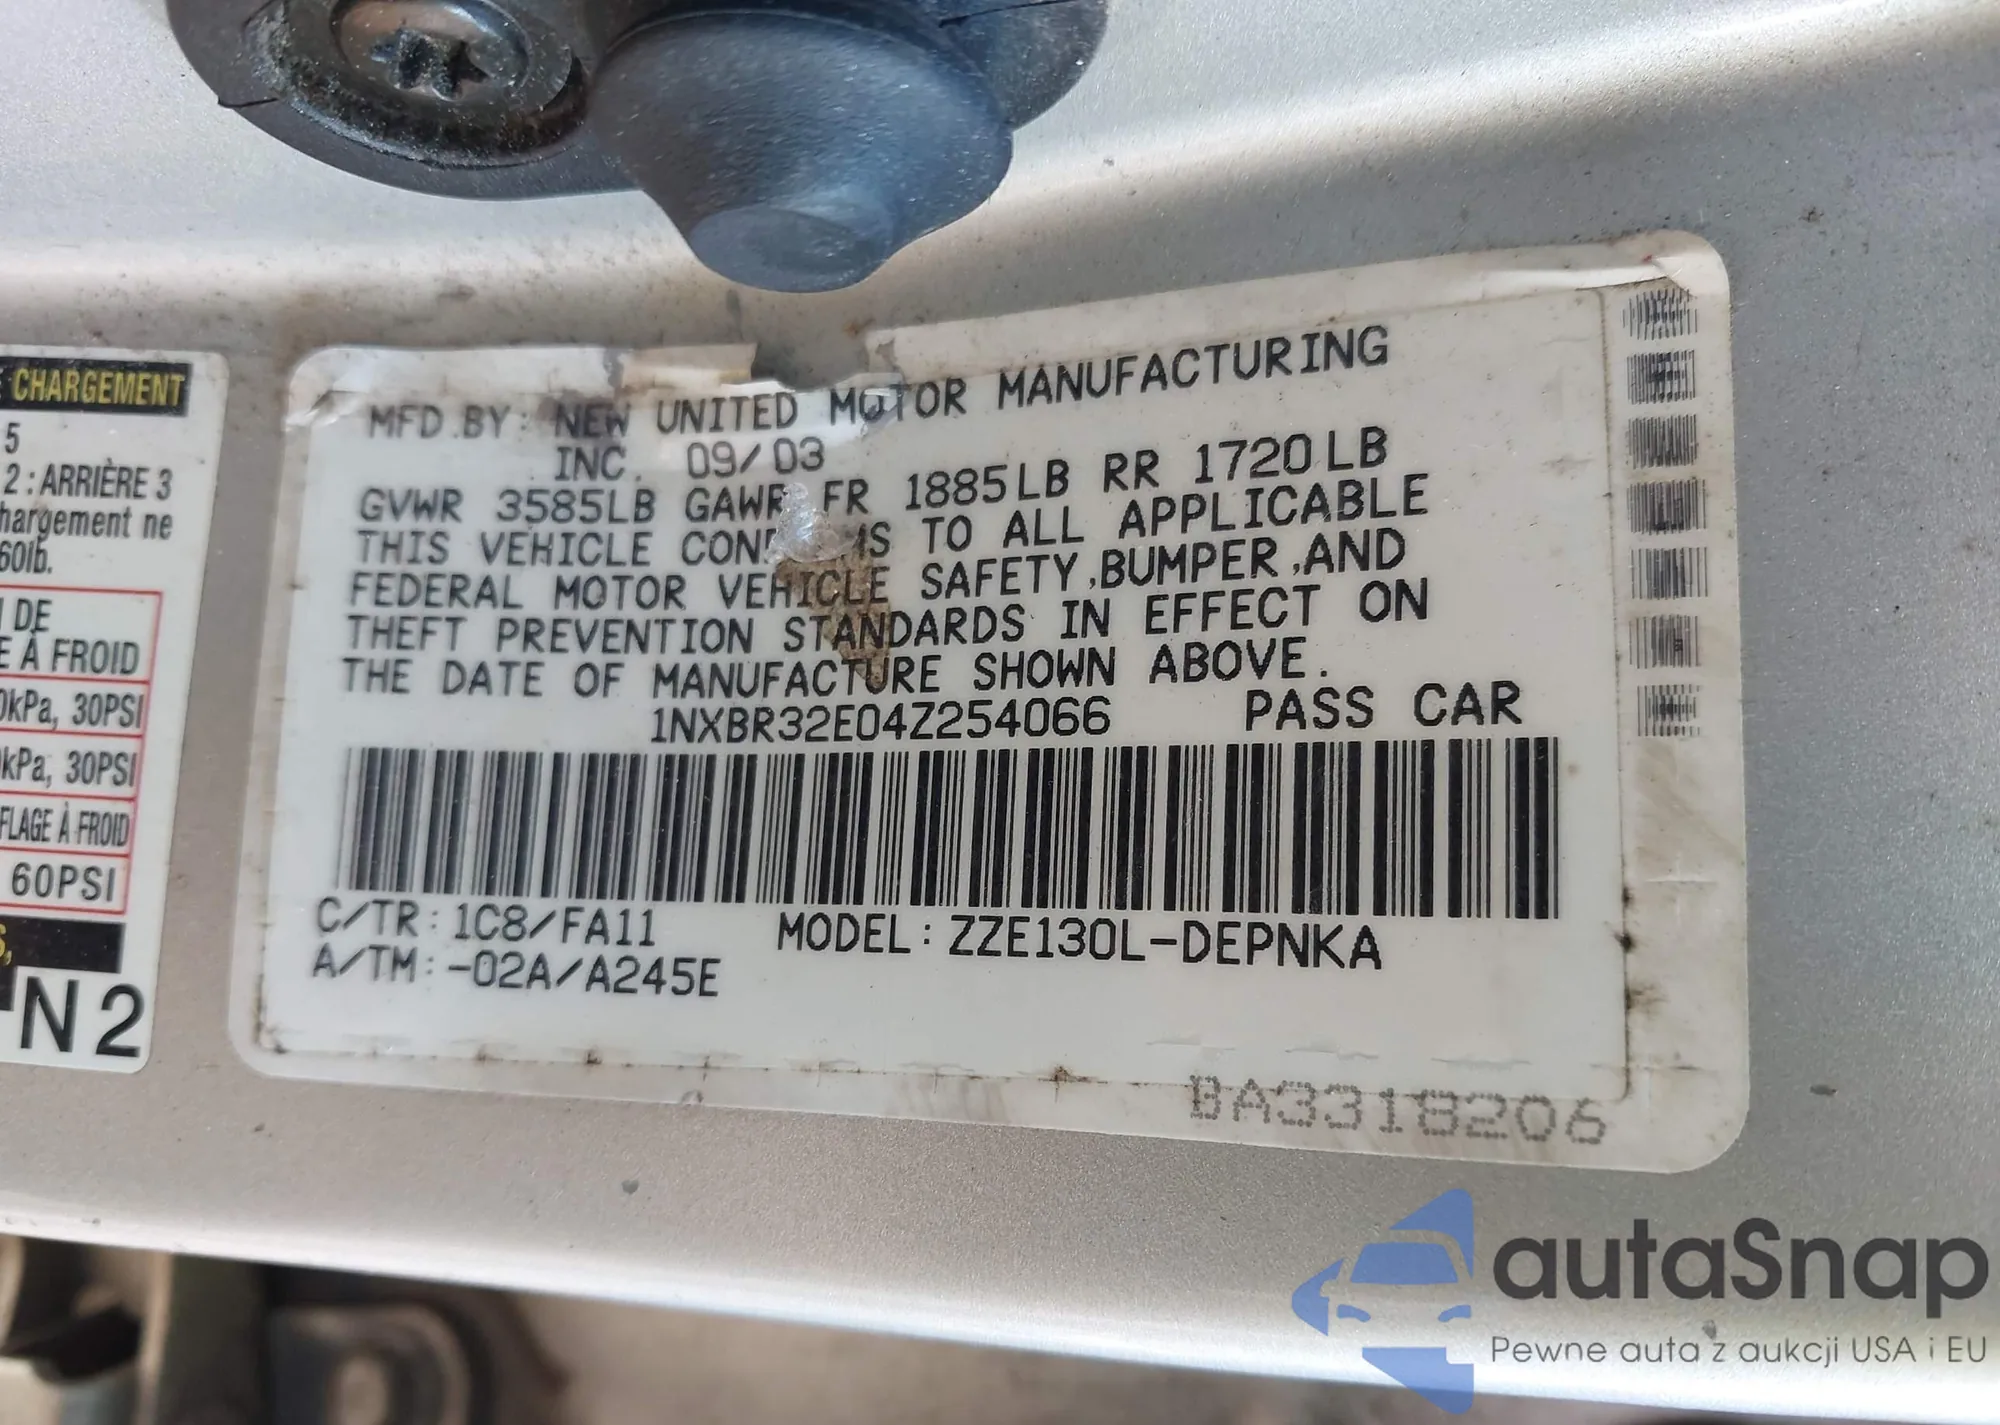 CHARGEMENT
5
2 : ARRIÈRE 3
hargement ne
60lb.
DE
À FROID
kPa, 30PSI
kPa, 30PSI
FLAGE À FROID
60PSI
N2
MFD.BY: NEW UNITED MOTOR MANUFACTURING
INC. 09/03
GVWR 3585LB GAWR FR 1885LB RR 1720LB
THIS VEHICLE TO ALL APPLICABLE
FEDERAL MOTOR VEHICLE SAFETY,BUMPER,AND
THEFT PREVENTION STANDARDS IN EFFECT ON
THE DATE OF MANUFACTURE SHOWN ABOVE.
1NXBR32E04Z254066 PASS CAR
C/TR: 1C8/FA11 MODEL: ZZE130L-DEPNKA
A/TM: -02A/A245E
BA3318206
autaSnap
Pewne auta z aukcji USA i EU